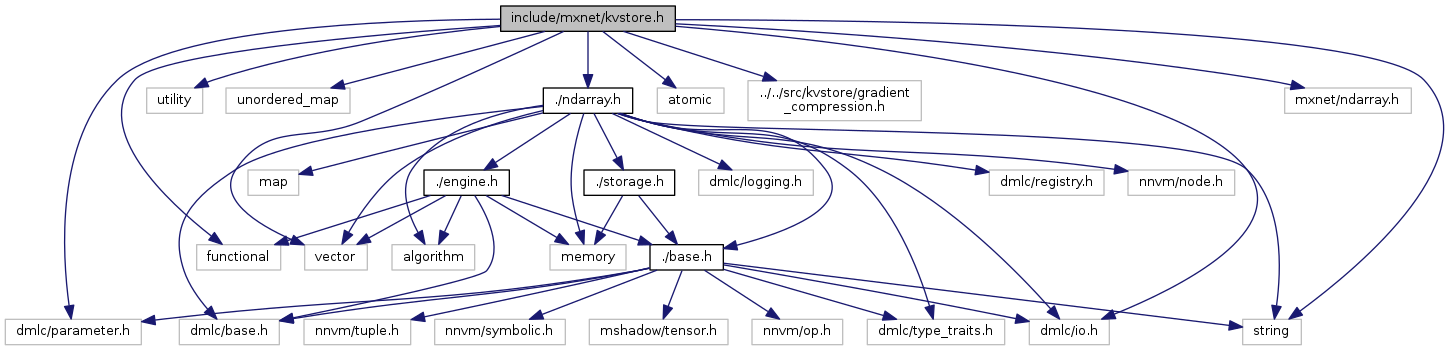 include/mxnet/kvstore.h
utility
unordered_map
./ndarray.h
atomic
../../src/kvstore/gradient
_compression.h
mxnet/ndarray.h
map
./engine.h
./storage.h
dmlc/logging.h
dmlc/registry.h
nnvm/node.h
functional
vector
algorithm
memory
./base.h
dmlc/parameter.h
dmlc/base.h
nnvm/tuple.h
nnvm/symbolic.h
mshadow/tensor.h
nnvm/op.h
dmlc/type_traits.h
dmlc/io.h
string